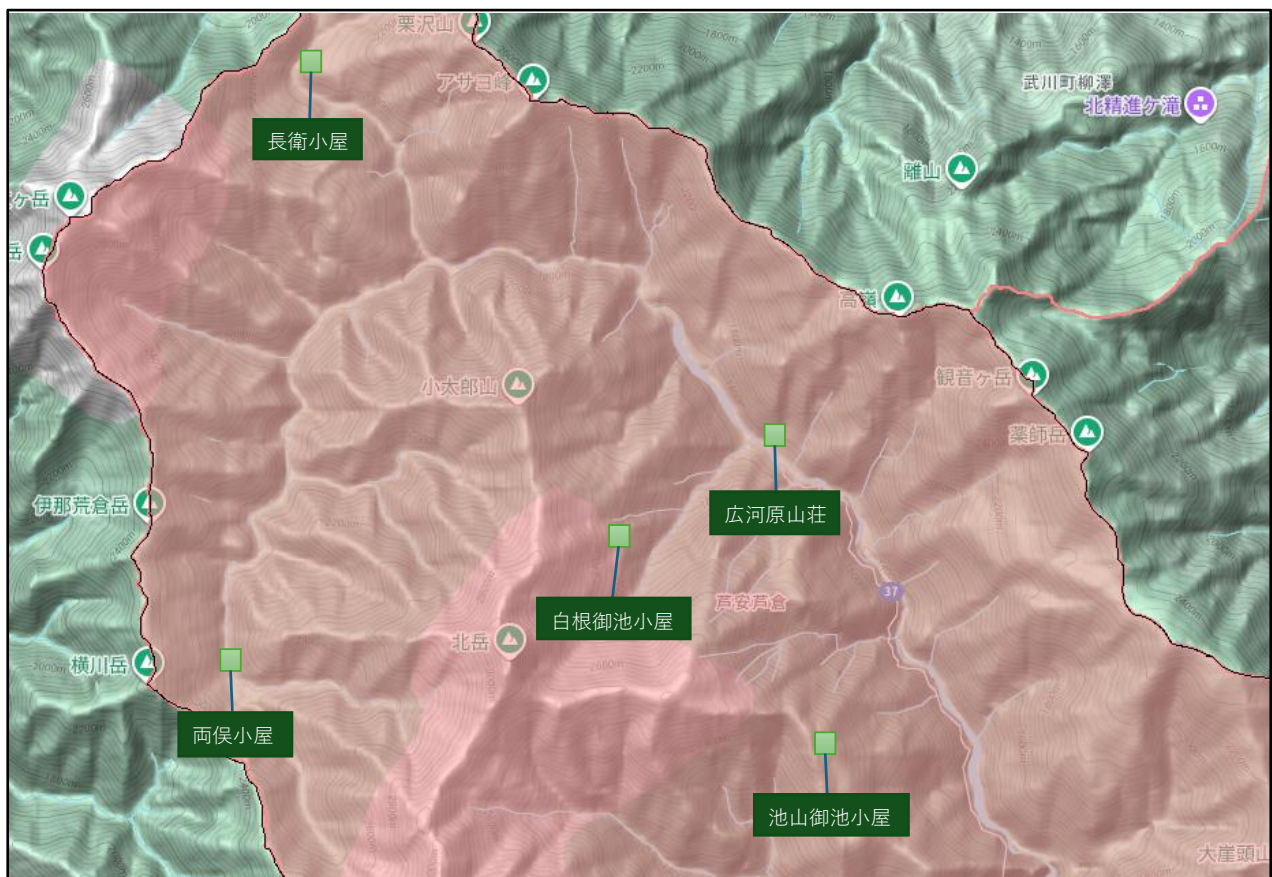 栗沢山
アサヨ峰
武川町柳澤
北精進ケ滝
長衛小屋
離山
ヶ岳
岳
高嶺
小太郎山
観音ヶ岳
薬師岳
伊那荒倉岳
広河原山荘
37
芦安芦倉
白根御池小屋
北岳
横川岳
両俣小屋
池山御池小屋
大崖頭山